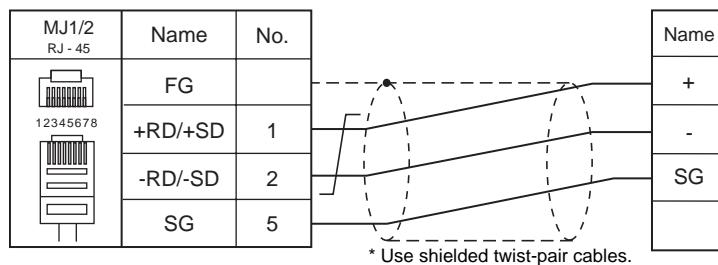 MJ1/2
RJ - 45
Name
No.
Name
FG
+
12345678
+RD/+SD
1
-
-RD/-SD
2
SG
SG
5
* Use shielded twist-pair cables.